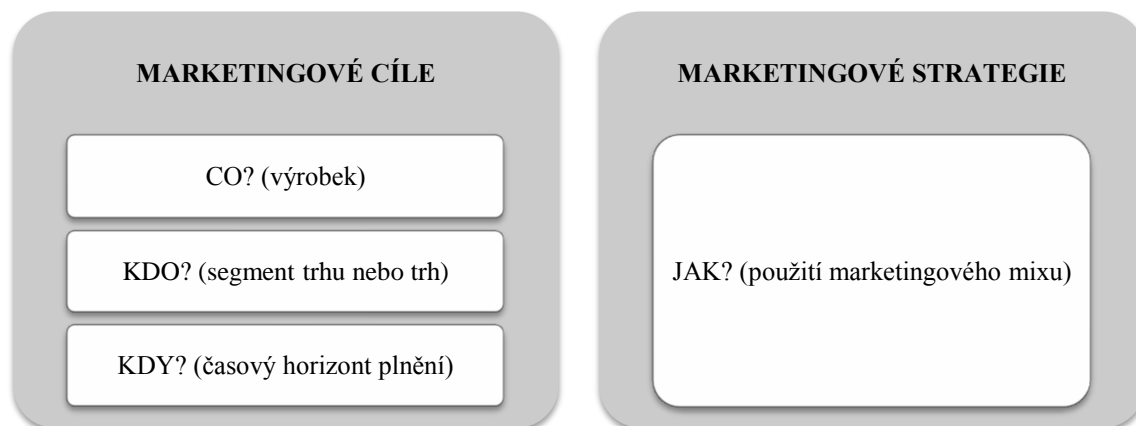 MARKETINGOVÉ CÍLE
CO? (výrobek)
KDO? (segment trhu nebo trh)
KDY? (časový horizont plnění)
MARKETINGOVÉ STRATEGIE
JAK? (použití marketingového mixu)